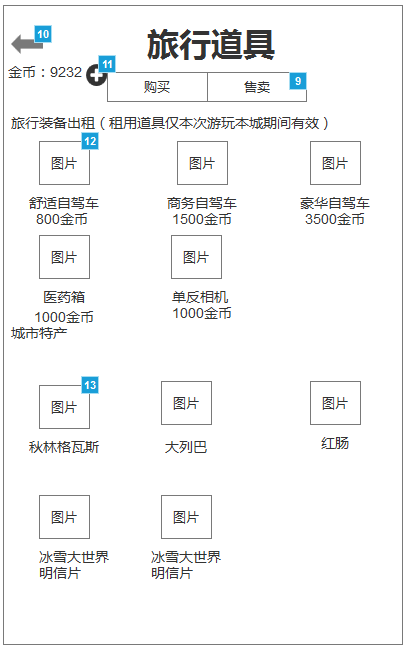 10
旅行道具
金币：9232
11
购买
售卖
9
旅行装备出租（租用道具仅本次游玩本城期间有效）
12
图片
图片
图片
舒适自驾车
商务自驾车
豪华自驾车
800金币
1500金币
3500金币
图片
图片
医药箱
单反相机
1000金币
1000金币
城市特产
13
图片
图片
图片
秋林格瓦斯
大列巴
红肠
图片
图片
冰雪大世界
明信片
冰雪大世界
明信片